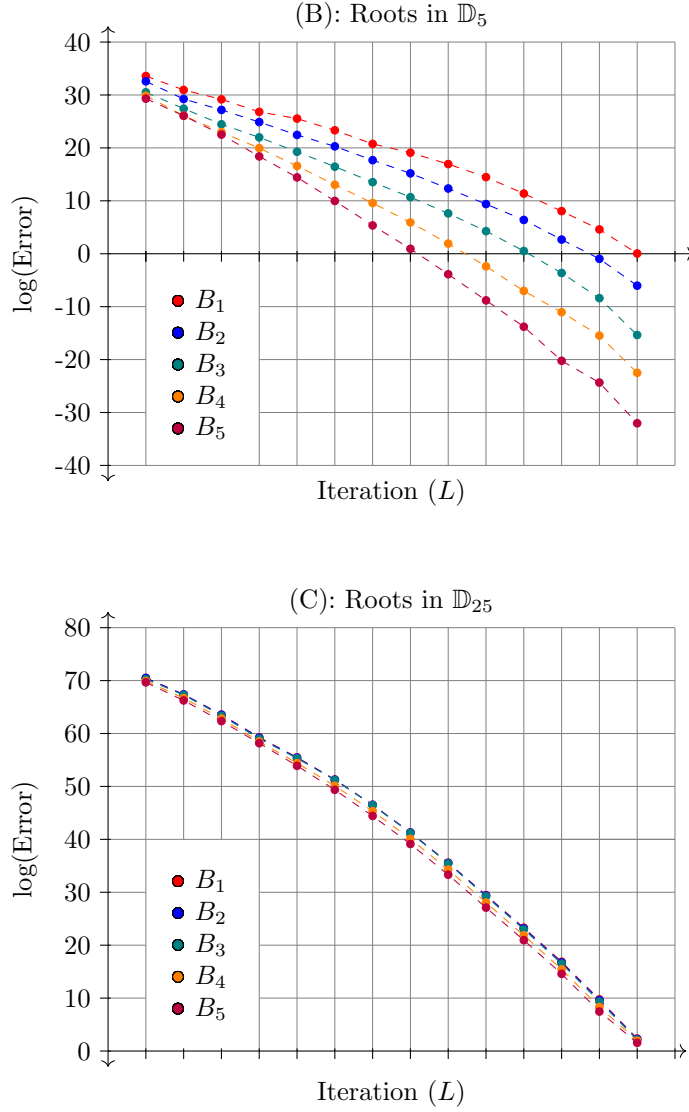 (B): Roots in 𝔻₅
40
30
20
10
0
-10
-20
-30
-40
log(Error)
B₁
B₂
B₃
B₄
B₅
Iteration (L)
(C): Roots in 𝔻₂₅
80
70
60
50
40
30
20
10
0
log(Error)
B₁
B₂
B₃
B₄
B₅
Iteration (L)